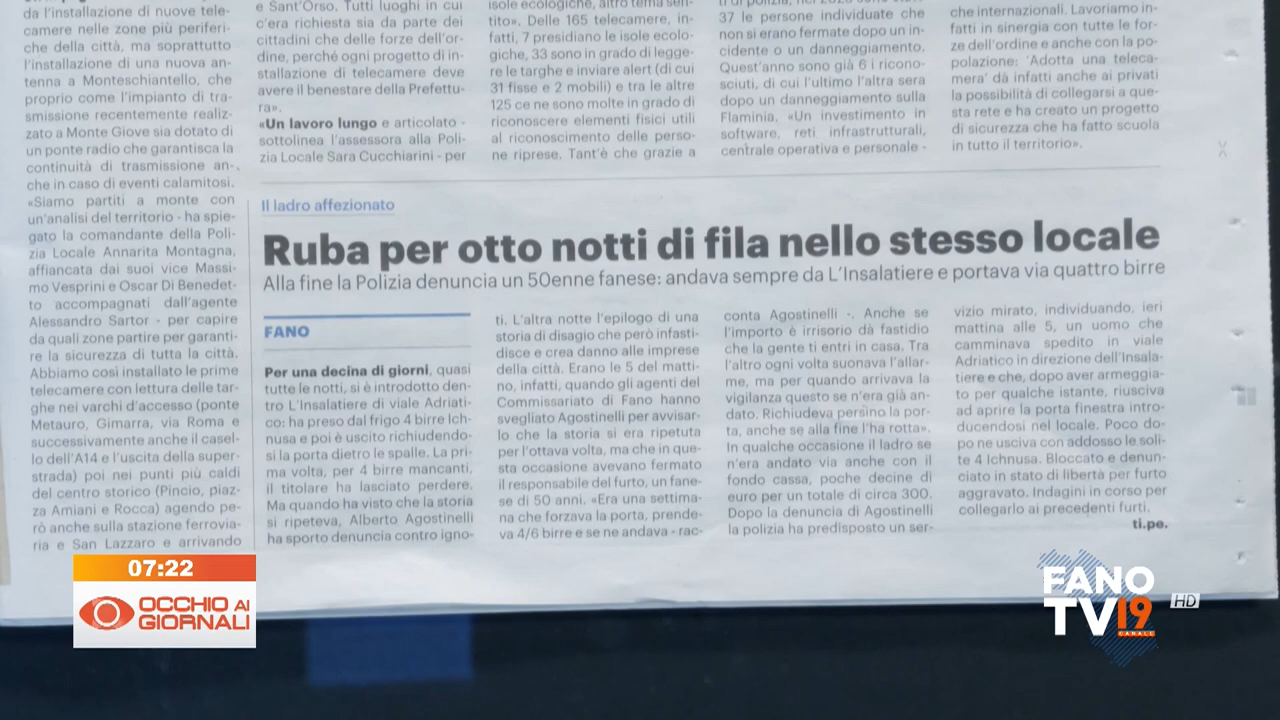 da l'installazione di nuove tele-
camere nelle zone più periferi-
che della città, ma soprattutto
l'installazione di una nuova an-
tenna a Monteschiantello, che
proprio come l'impianto di tra-
smissione recentemente realiz-
zato a Monte Giove sia dotato di
un ponte radio che garantisca la
continuità di trasmissione an-
che in caso di eventi calamitosi.
«Siamo partiti a monte con
un'analisi del territorio - ha spie-
gato la comandante della Poli-
zia Locale Annarita Montagna,
affiancata dai suoi vice Massi-
mo Vesprini e Oscar Di Benedet-
to accompagnati dall'agente
Alessandro Sartor - per capire
da quali zone partire per garanti-
re la sicurezza di tutta la città.
Abbiamo così installato le prime
telecamere con lettura delle tar-
ghe nei varchi d'accesso (ponte
Metauro, Gimarra, via Roma e
successivamente anche il casel-
lo dell'A14 e l'uscita della super-
strada) poi nei punti più caldi
del centro storico (Pincio, piaz-
za Amiani e Rocca) agendo pe-
rò anche sulla stazione ferrovia-
ria e San Lazzaro e arrivando
e Sant'Orso. Tutti luoghi in cui
c'era richiesta sia da parte dei
cittadini che delle forze dell'or-
dine, perché ogni progetto di in-
stallazione di telecamere deve
avere il benestare della Prefettu-
ra».
«Un lavoro lungo e articolato -
sottolinea l'assessora alla Poli-
zia Locale Sara Cucchiarini - per
isole ecologiche, altro tema sen-
tito». Delle 165 telecamere, in-
fatti, 7 presidiano le isole ecolo-
giche, 33 sono in grado di legge-
re le targhe e inviare alert (di cui
31 fisse e 2 mobili) e tra le altre
125 ce ne sono molte in grado di
riconoscere elementi fisici utili
al riconoscimento delle perso-
ne riprese. Tant'è che grazie a
37 le persone individuate che
non si erano fermate dopo un in-
cidente o un danneggiamento.
Quest'anno sono già 6 i ricono-
sciuti, di cui l'ultimo l'altra sera
dopo un danneggiamento sulla
Flaminia. «Un investimento in
software, reti infrastrutturali,
centrale operativa e personale -
che internazionali. Lavoriamo in-
fatti in sinergia con tutte le for-
ze dell'ordine e anche con la po-
polazione: 'Adotta una teleca-
mera' dà infatti anche ai privati
la possibilità di collegarsi a que-
sta rete e ha creato un progetto
di sicurezza che ha fatto scuola
in tutto il territorio».
Il ladro affezionato
Ruba per otto notti di fila nello stesso locale
Alla fine la Polizia denuncia un 50enne fanese: andava sempre da L'Insalatiere e portava via quattro birre
FANO
Per una decina di giorni, quasi
tutte le notti, si è introdotto den-
tro L'Insalatiere di viale Adriati-
co: ha preso dal frigo 4 birre Ich-
nusa e poi è uscito richiudendo-
si la porta dietro le spalle. La pri-
ma volta, per 4 birre mancanti,
il titolare ha lasciato perdere.
Ma quando ha visto che la storia
si ripeteva, Alberto Agostinelli
ha sporto denuncia contro igno-
ti. L'altra notte l'epilogo di una
storia di disagio che però infasti-
disce e crea danno alle imprese
della città. Erano le 5 del matti-
no, infatti, quando gli agenti del
Commissariato di Fano hanno
svegliato Agostinelli per avvisar-
lo che la storia si era ripetuta
per l'ottava volta, ma che in que-
sta occasione avevano fermato
il responsabile del furto, un fane-
se di 50 anni. «Era una settima-
na che forzava la porta, prende-
va 4/6 birre e se ne andava - rac-
conta Agostinelli -. Anche se
l'importo è irrisorio dà fastidio
che la gente ti entri in casa. Tra
l'altro ogni volta suonava l'allar-
me, ma per quando arrivava la
vigilanza questo se n'era già an-
dato. Richiudeva persino la por-
ta, anche se alla fine l'ha rotta».
In qualche occasione il ladro se
n'era andato via anche con il
fondo cassa, poche decine di
euro per un totale di circa 300.
Dopo la denuncia di Agostinelli
la polizia ha predisposto un ser-
vizio mirato, individuando, ieri
mattina alle 5, un uomo che
camminava spedito in viale
Adriatico in direzione dell'Insala-
tiere e che, dopo aver armeggia-
to per qualche istante, riusciva
ad aprire la porta finestra intro-
ducendosi nel locale. Poco do-
po ne usciva con addosso le soli-
te 4 Ichnusa. Bloccato e denun-
ciato in stato di libertà per furto
aggravato. Indagini in corso per
collegarlo ai precedenti furti.
ti.pe.
07:22
OCCHIO AI
GIORNALI
FANO
TV19
CANALE
HD